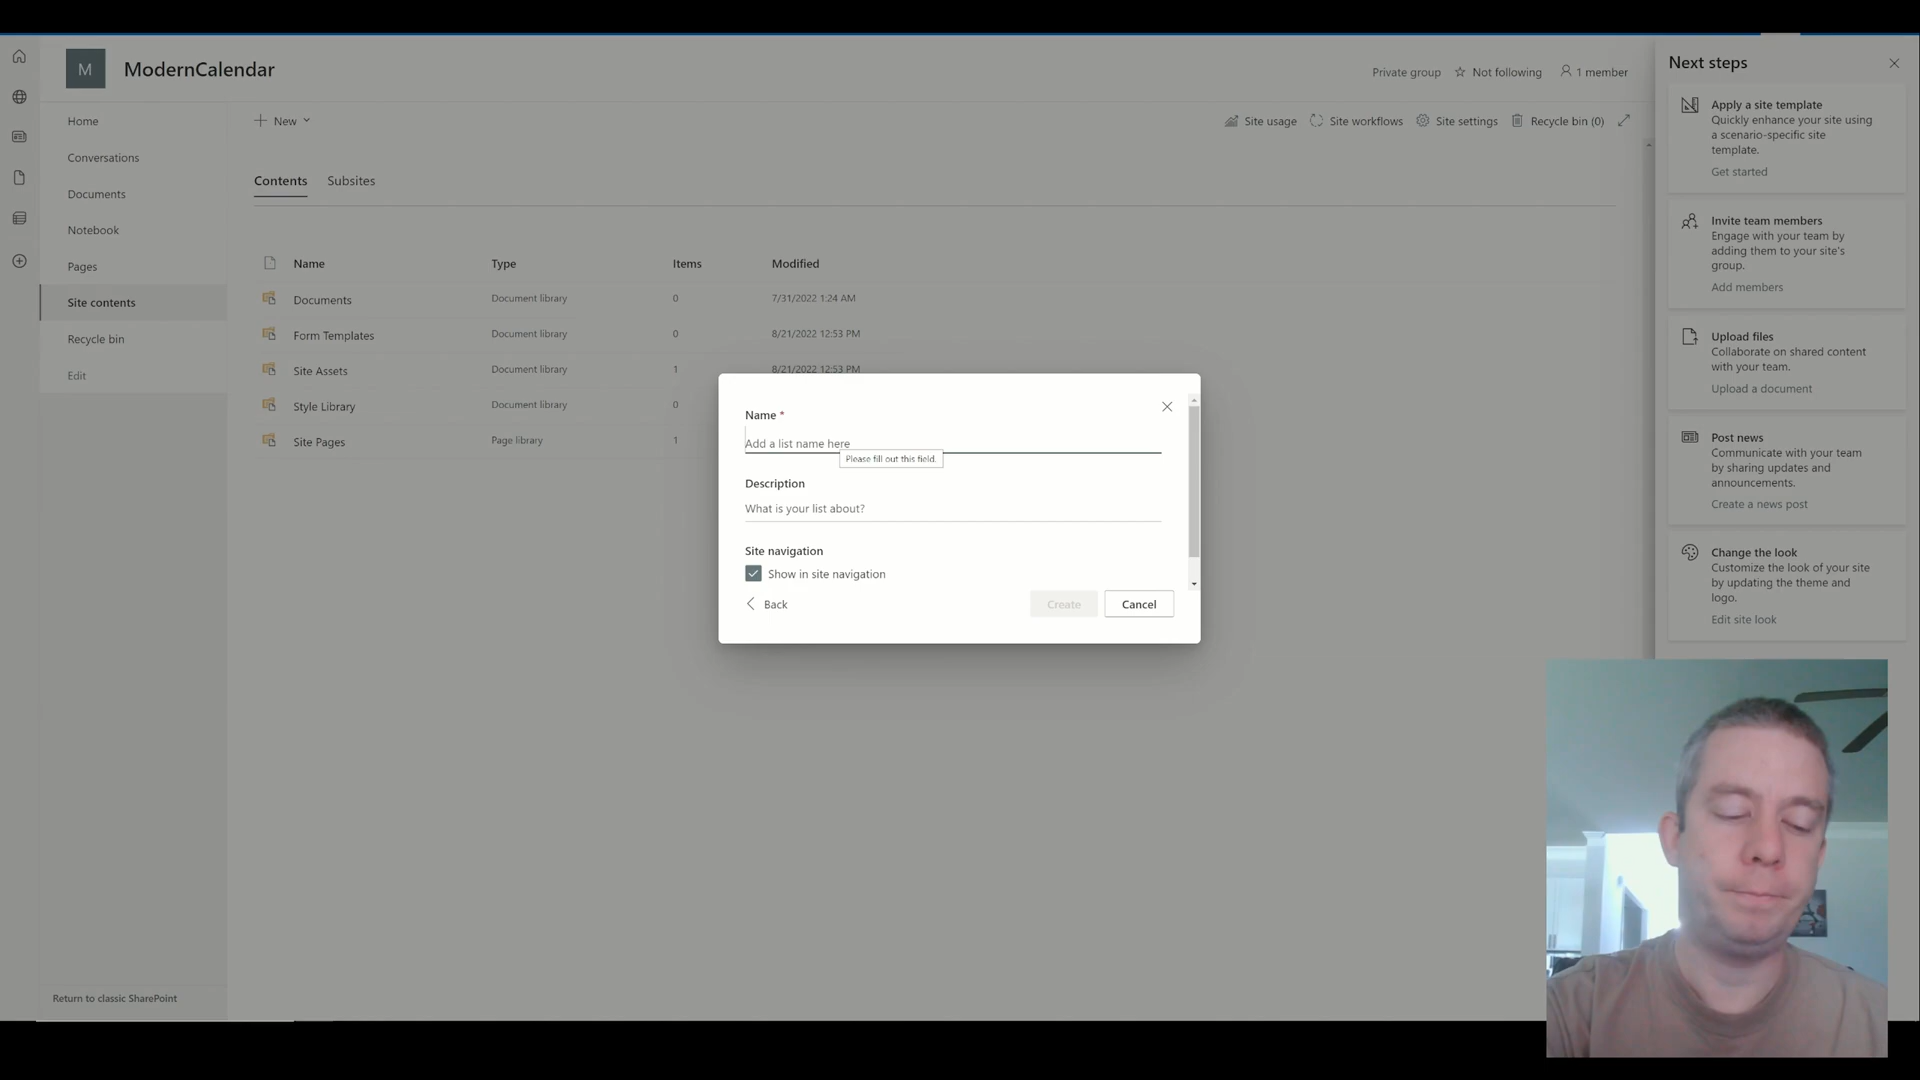 M
ModernCalendar
Private group
Not following
1 member
Home
Conversations
Documents
Notebook
Pages
Site contents
Recycle bin
Edit
Return to classic SharePoint
New
Site usage
Site workflows
Site settings
Recycle bin (0)
Contents
Subsites
Name Type Items Modified
Documents Document library 0 7/31/2022 1:24 AM
Form Templates Document library 0 8/21/2022 12:53 PM
Site Assets Document library 1 8/21/2022 12:53 PM
Style Library Document library 0
Site Pages Page library 1
Name *
Add a list name here
Please fill out this field.
Description
What is your list about?
Site navigation
Show in site navigation
Back
Create
Cancel
Next steps
Apply a site template
Quickly enhance your site using
a scenario-specific site
template.
Get started
Invite team members
Engage with your team by
adding them to your site's
group.
Add members
Upload files
Collaborate on shared content
with your team.
Upload a document
Post news
Communicate with your team
by sharing updates and
announcements.
Create a news post
Change the look
Customize the look of your site
by updating the theme and
logo.
Edit site look